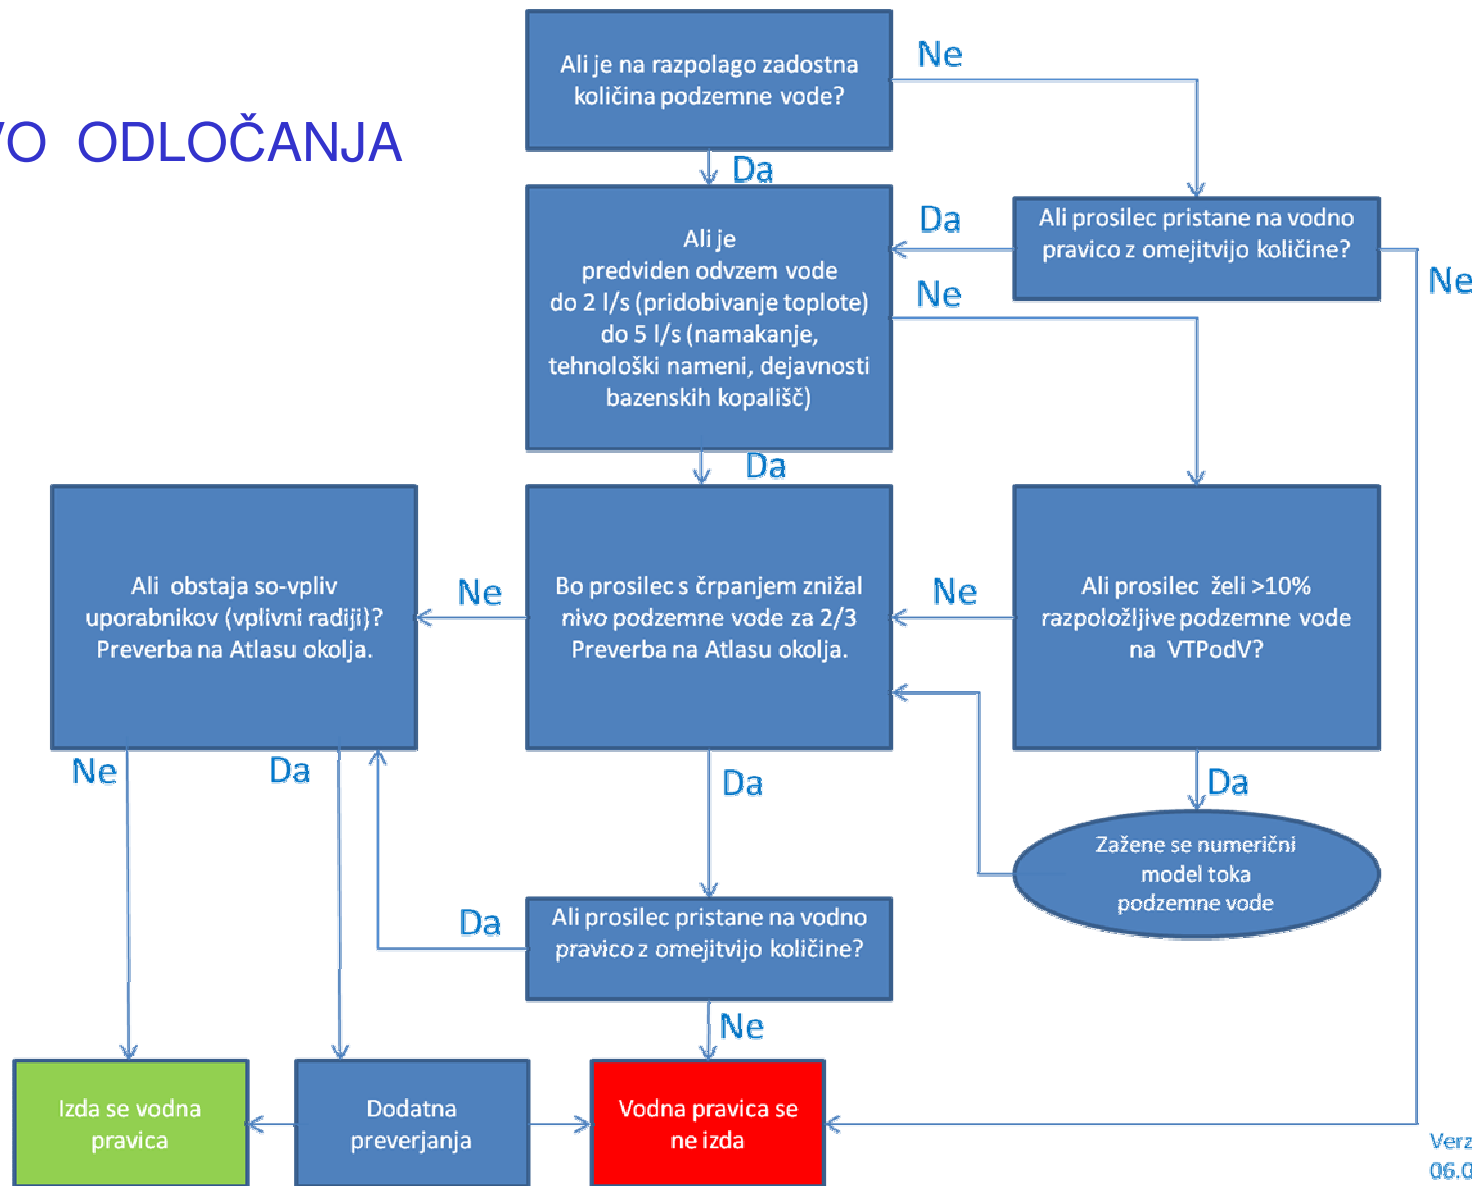 VO ODLOČANJA
Ali je na razpolago zadostna
količina podzemne vode?
Ne
Da
Ali prosilec pristane na vodno
pravico z omejitvijo količine?
Da
Ne
Ali je
predviden odvzem vode
do 2 l/s (pridobivanje toplote)
do 5 l/s (namakanje,
tehnološki nameni, dejavnosti
bazenskih kopališč)
Ne
Da
Ali obstaja so-vpliv
uporabnikov (vplivni radiji)?
Preverba na Atlasu okolja.
Ne
Bo prosilec s črpanjem znižal
nivo podzemne vode za 2/3
Preverba na Atlasu okolja.
Ne
Ali prosilec želi >10%
razpoložljive podzemne vode
na VTPodV?
Ne
Da
Da
Da
Zažene se numerični
model toka
podzemne vode
Da
Ali prosilec pristane na vodno
pravico z omejitvijo količine?
Ne
Izda se vodna
pravica
Dodatna
preverjanja
Vodna pravica se
ne izda
Verz
06.0